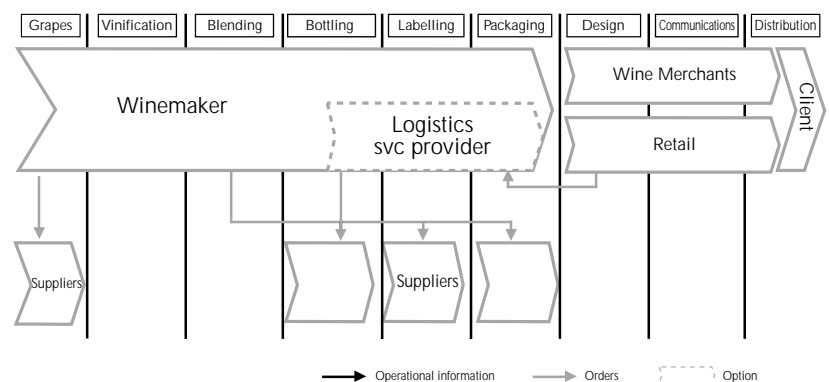 Grapes
Vinification
Blending
Bottling
Labelling
Packaging
Design
Communications
Distribution
Winemaker
Logistics
svc provider
Wine Merchants
Retail
Client
Suppliers
Suppliers
Operational information
Orders
Option